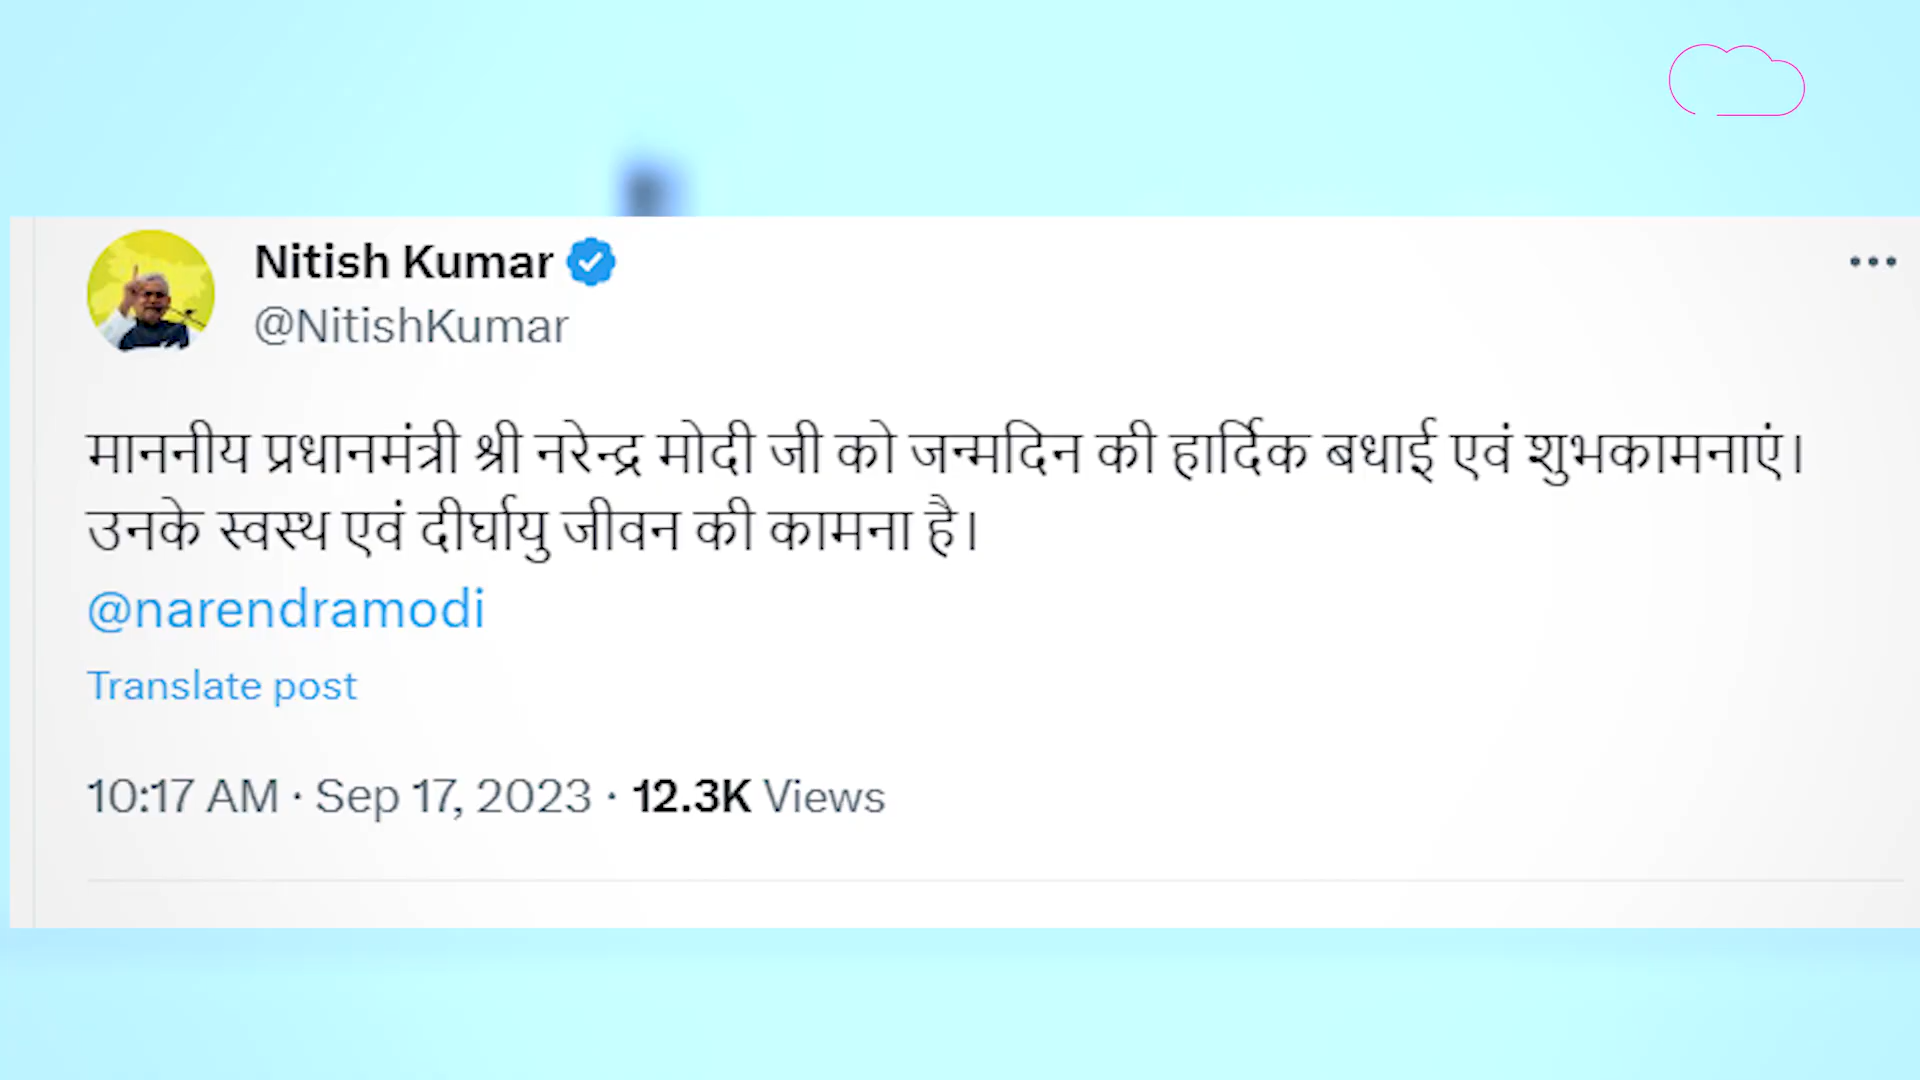 Nitish Kumar
@NitishKumar
माननीय प्रधानमंत्री श्री नरेन्द्र मोदी जी को जन्मदिन की हार्दिक बधाई एवं शुभकामनाएं।
उनके स्वस्थ एवं दीर्घायु जीवन की कामना है।
@narendramodi
Translate post
10:17 AM · Sep 17, 2023 · 12.3K Views